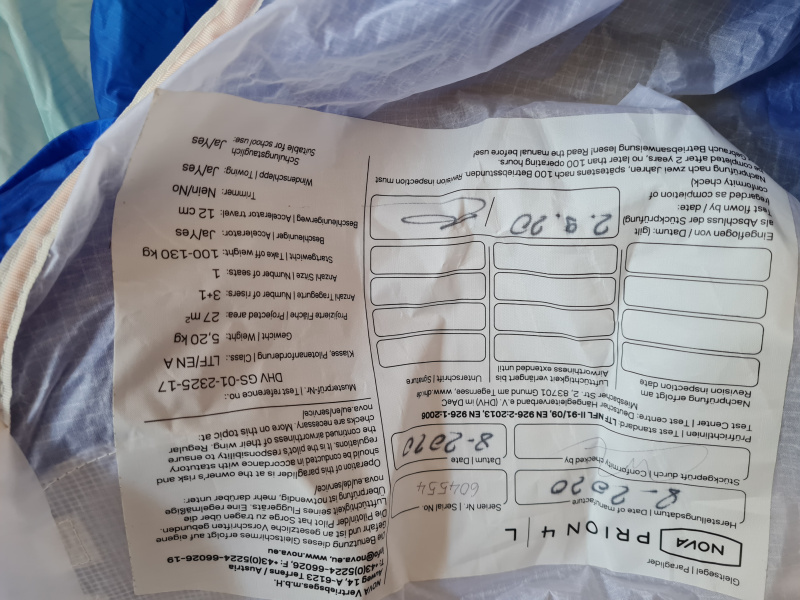 Gleitsegel | Paraglider
NOVA PRION 4 | L
Herstellungsdatum | Date of manufacture
8-2020
Serien Nr | Serial No
604554
Stückgeprüft | Conformity checked by
Datum | Date
8-2020
Prüfrichtlinien | Test standard: LTF NFL II-91/09, EN 926-2:2013, EN 926-1:2006
Prüfstelle | Test centre: Deutscher Hängegleiterverband e.V. (DHV) im DAeC
Miesbacher Str. 2, 83701 Gmund am Tegernsee, www.dhv.de
Nachprüfung erfolgt am
Revision inspection
Luftüchtigkeit verlängert bis
Airworthiness extended until
Unterschrift | Sgnature
Eingeflogen von / Datum: (gilt
als Abschluss der Stückprüfung)
Test flown by / date:
(regarded as completion of
conformity check)
2.9.20 /
Nachprüfung nach zwei Jahren, spätestens nach 100 Betriebsstunden. Revision inspection must
be completed after 2 years, no later than 100 operating hours.
Gebrauch Betriebsanweisung lesen! Read the manual before use!
NOVA Vertriebsges.m.b.H.
Auweg 14, A-6123 Terfens / Austria
T: +43(0)5224-66026, F: +43(0)5224-66026-19
info@nova.eu, www.nova.eu
Die Benutzung dieses Gleitschirmes erfolgt auf eigene
Gefahr und ist an gesetzliche Vorschriften gebunden.
Die Pilotin/der Pilot hat Sorge zu tragen über die
Lufttüchtigkeit seines Fluggeräts. Eine regelmäßige
Überprüfung ist notwendig, mehr darüber unter:
nova.eu/service/
Operation of this paraglider is at the owner's risk and
should be conducted in accordance with statutory
regulations. It is the pilot's responsibility to ensure
the continued airworthiness of their wing. Regular
checks are necessary. More on this topic at:
nova.eu/service/
Musterprüf-Nr | Test reference no.:
DHV GS-01-2325-17
Klasse, Pilotenanforderung | Class.: LTF/EN A
Gewicht | Weight: 5,20 kg
Projizierte Fläche | Projected area: 27 m²
Anzahl Tragegurte | Number of risers: 3+1
Anzahl Sitze | Number of seats: 1
Startgewicht | Take off weight: 100-130 kg
Beschleuniger | Accelerator: Ja/Yes
Beschleunigerweg | Accelerator travel: 12 cm
Trimmer: Nein/No
Windenschlepp | Towing: Ja/Yes
Schulungstauglich
Suitable for school use: Ja/Yes